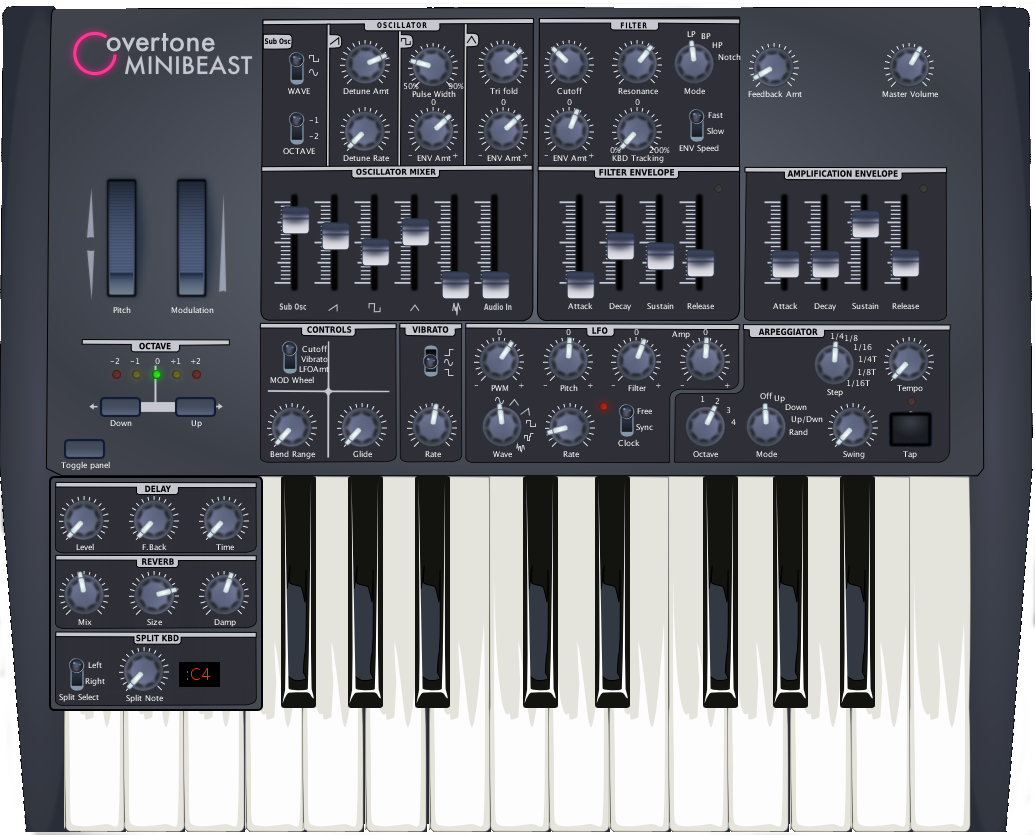 overtone
MINIBEAST
OSCILLATOR
Sub Osc
WAVE
Detune Amt
50% 90%
Pulse Width
Tri fold
-1
-2
OCTAVE
Detune Rate
0
- ENV Amt +
0
- ENV Amt +
FILTER
Cutoff
Resonance
LP BP
HP
Notch
Mode
0
- ENV Amt +
0% 200%
KBD Tracking
Fast
Slow
ENV Speed
Feedback Amt
Master Volume
Pitch
Modulation
OSCILLATOR MIXER
Sub Osc
Audio In
FILTER ENVELOPE
Attack Decay Sustain Release
AMPLIFICATION ENVELOPE
Attack Decay Sustain Release
OCTAVE
-2 -1 0 +1 +2
Down Up
Toggle panel
CONTROLS
Cutoff
Vibrato
LFOAmt
MOD Wheel
Bend Range
Glide
VIBRATO
Rate
LFO
0 0 0 Amp 0
- PWM +
- Pitch +
- Filter +
- +
Wave
Rate
Free
Sync
Clock
ARPEGGIATOR
1/4 1/8
1/16
1/4T
1/8T
1/16T
Step
Tempo
1 2
3
4
Octave
Off Up
Down
Up/Dwn
Rand
Mode
Swing
Tap
DELAY
Level F.Back Time
REVERB
Mix Size Damp
SPLIT KBD
Left
Right
Split Select
Split Note
:C4